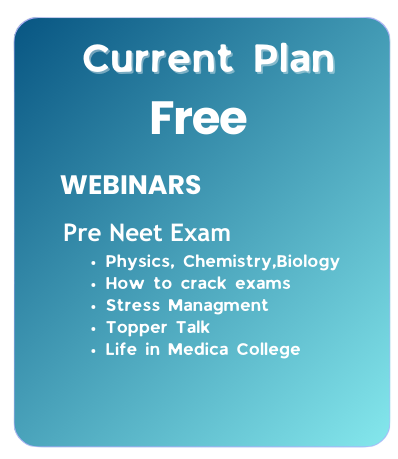 Current Plan
Free
WEBINARS
Pre Neet Exam
• Physics, Chemistry,Biology
• How to crack exams
• Stress Managment
• Topper Talk
• Life in Medica College